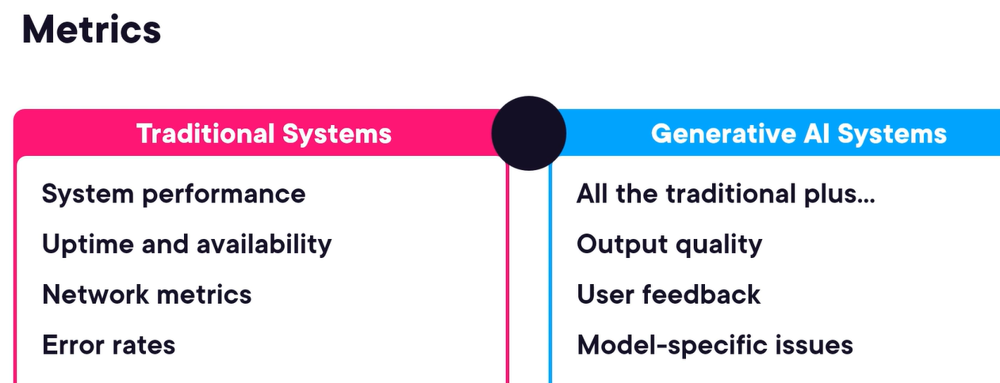 Metrics
Traditional Systems
System performance
Uptime and availability
Network metrics
Error rates
Generative AI Systems
All the traditional plus...
Output quality
User feedback
Model-specific issues